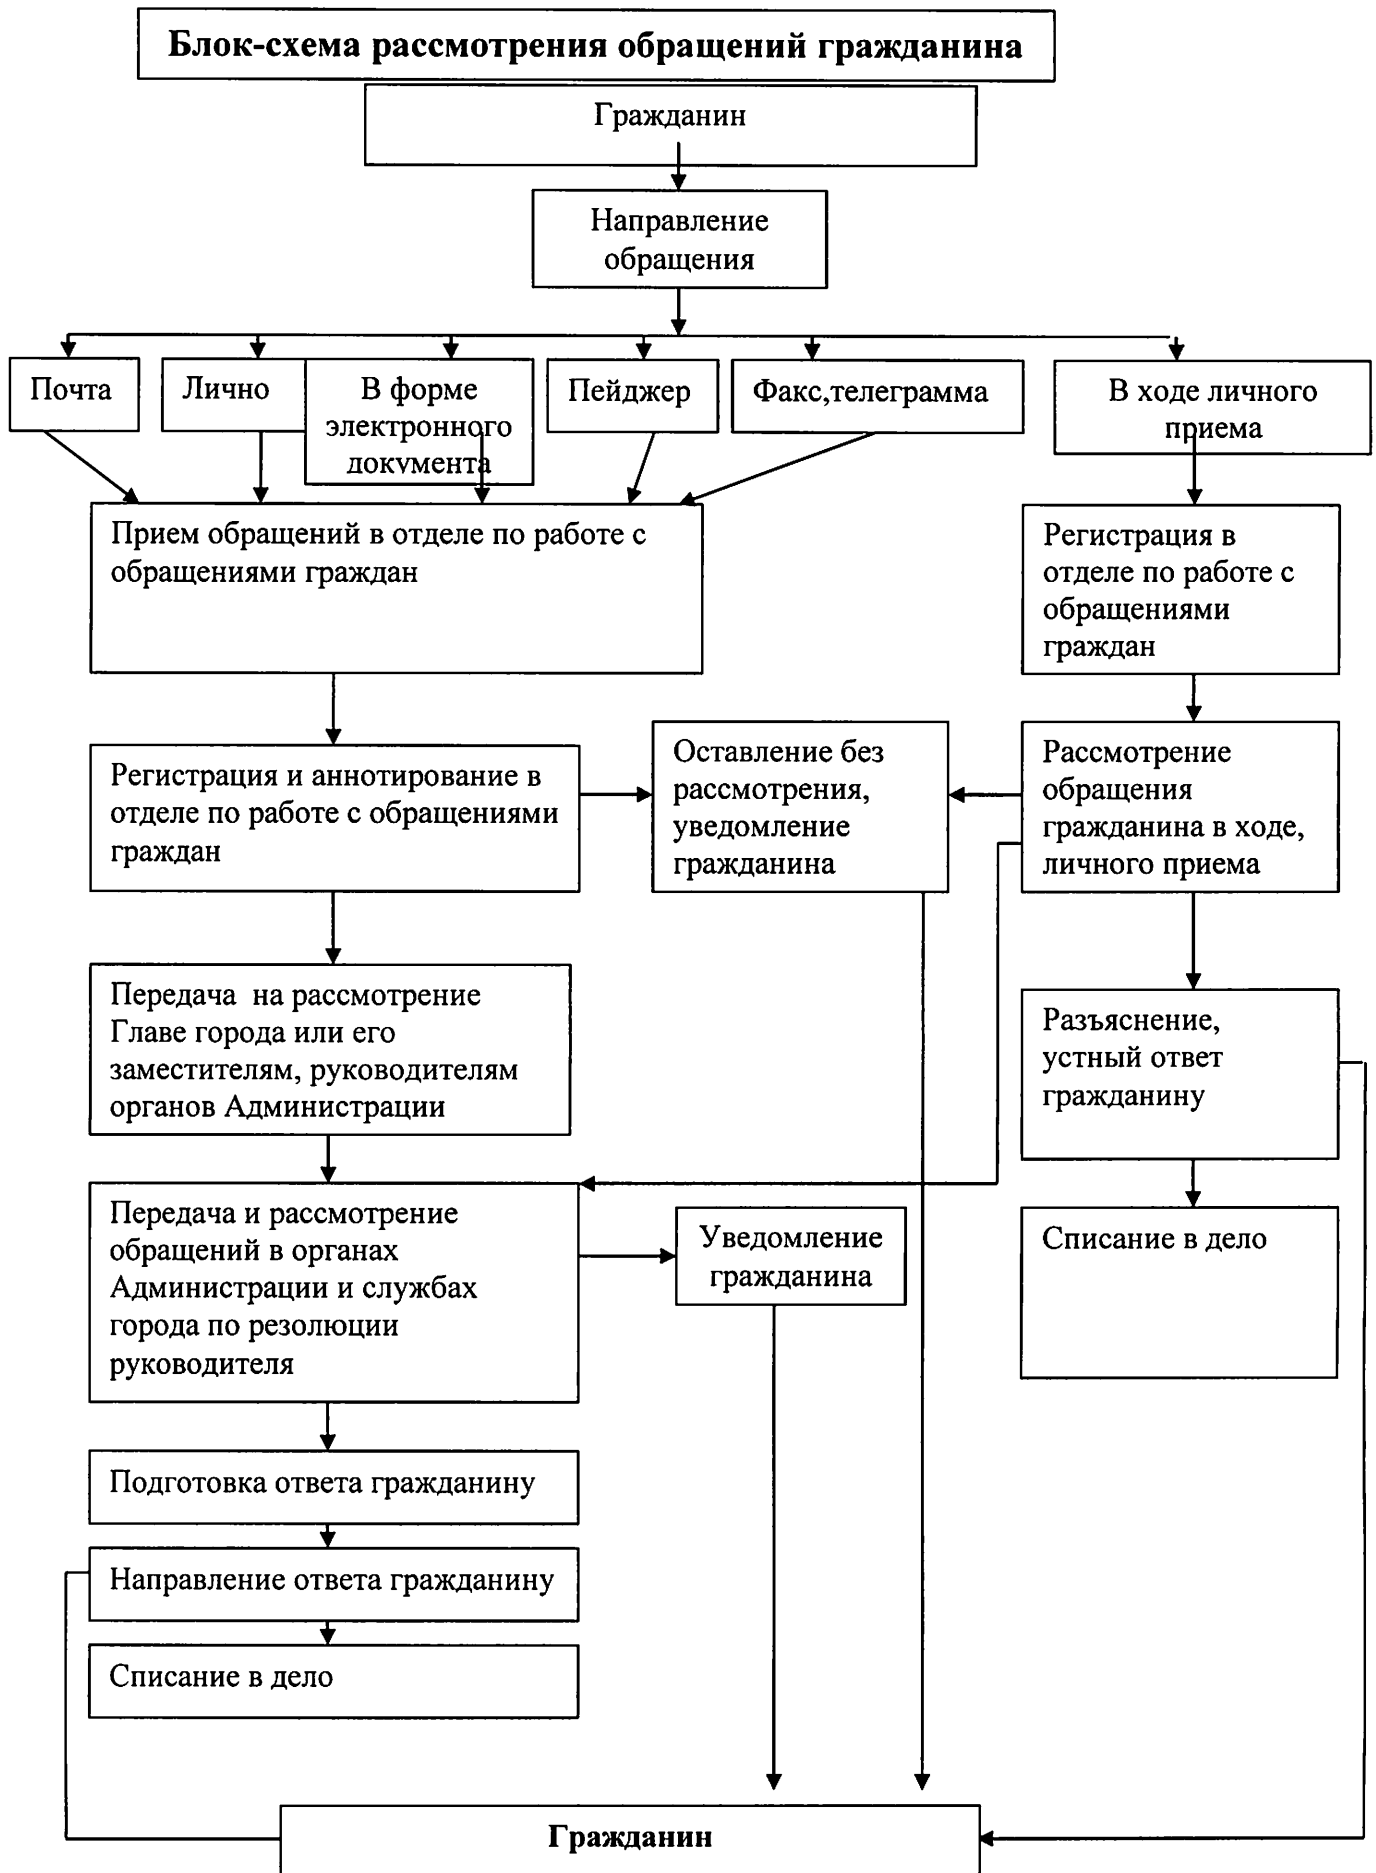 Блок-схема рассмотрения обращений гражданина
Гражданин
Направление
обращения
Почта
Лично
В форме
электронного
документа
Пейджер
Факс,телеграмма
В ходе личного
приема
Прием обращений в отделе по работе с
обращениями граждан
Регистрация в
отделе по работе с
обращениями
граждан
Регистрация и аннотирование в
отделе по работе с обращениями
граждан
Оставление без
рассмотрения,
уведомление
гражданина
Рассмотрение
обращения
гражданина в ходе,
личного приема
Передача на рассмотрение
Главе города или его
заместителям, руководителям
органов Администрации
Разъяснение,
устный ответ
гражданину
Передача и рассмотрение
обращений в органах
Администрации и службах
города по резолюции
руководителя
Уведомление
гражданина
Списание в дело
Подготовка ответа гражданину
Направление ответа гражданину
Списание в дело
Гражданин